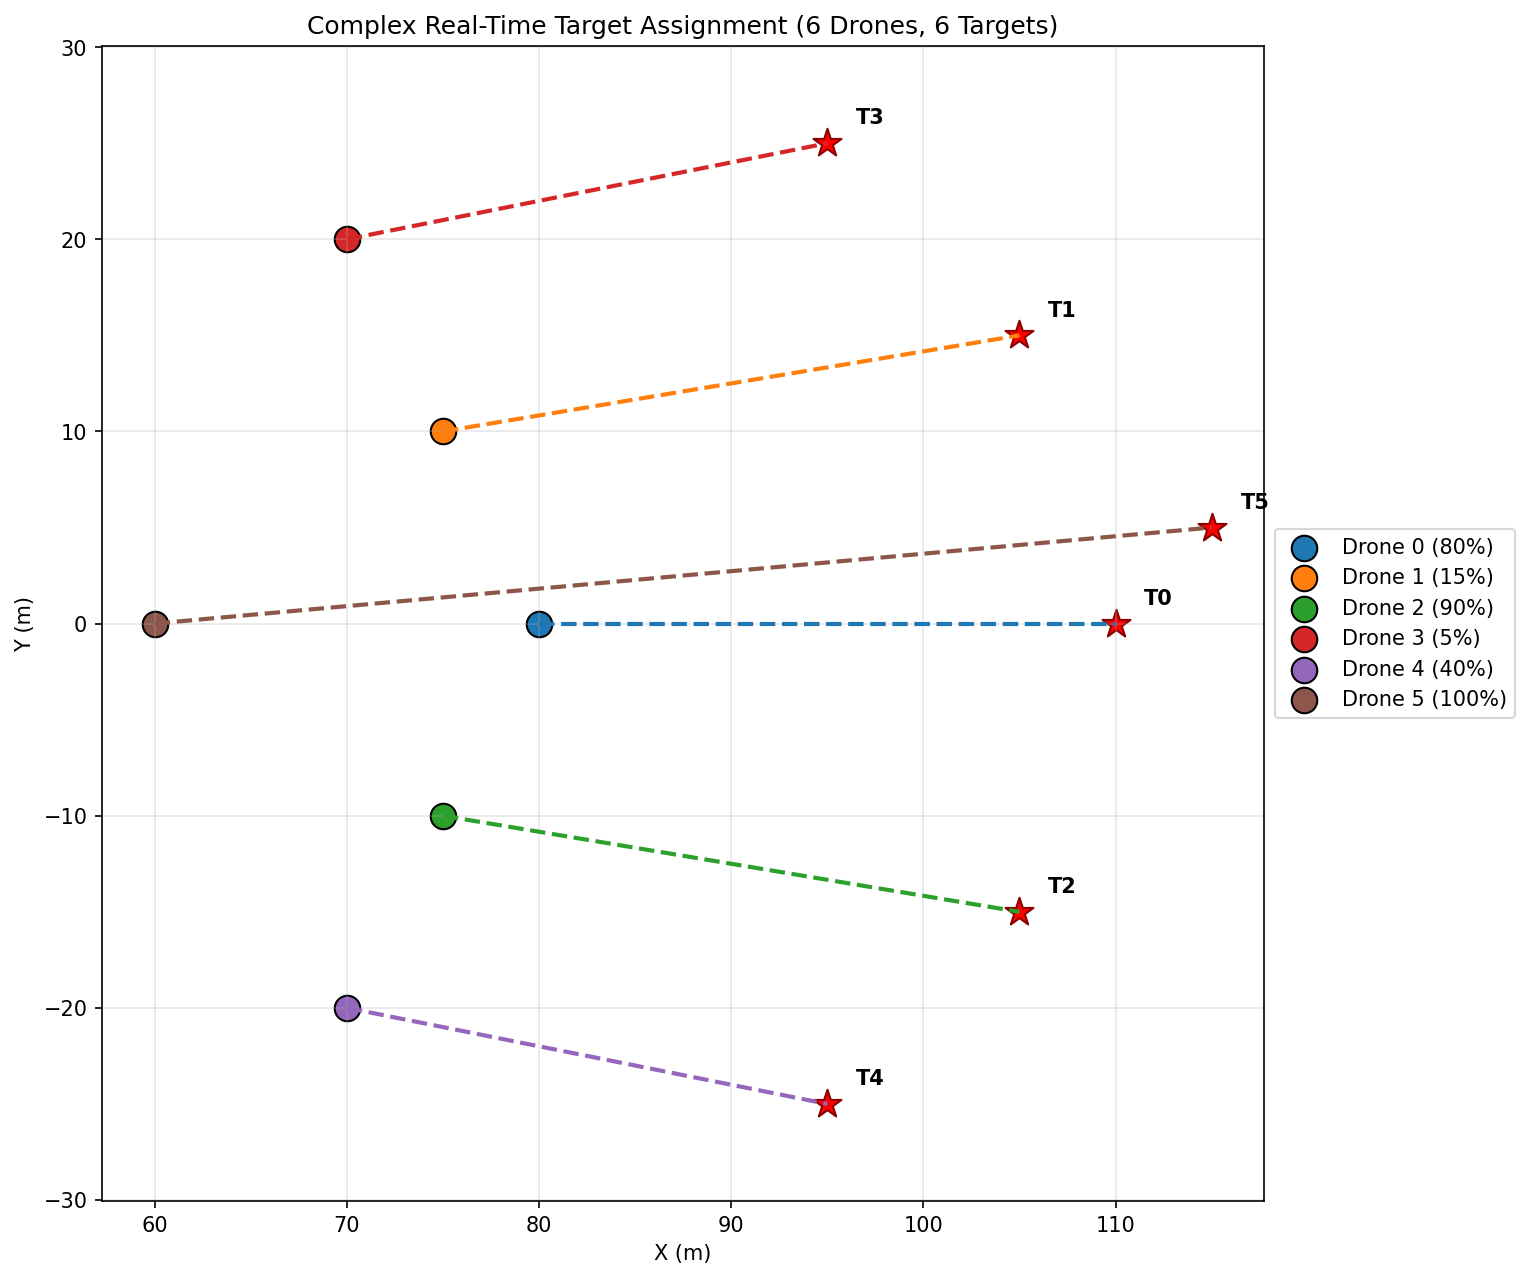 Complex Real-Time Target Assignment (6 Drones, 6 Targets)
30
20
10
0
−10
−20
−30
Y (m)
T3
T1
T5
T0
T2
T4
Drone 0 (80%)
Drone 1 (15%)
Drone 2 (90%)
Drone 3 (5%)
Drone 4 (40%)
Drone 5 (100%)
60
70
80
90
100
110
X (m)